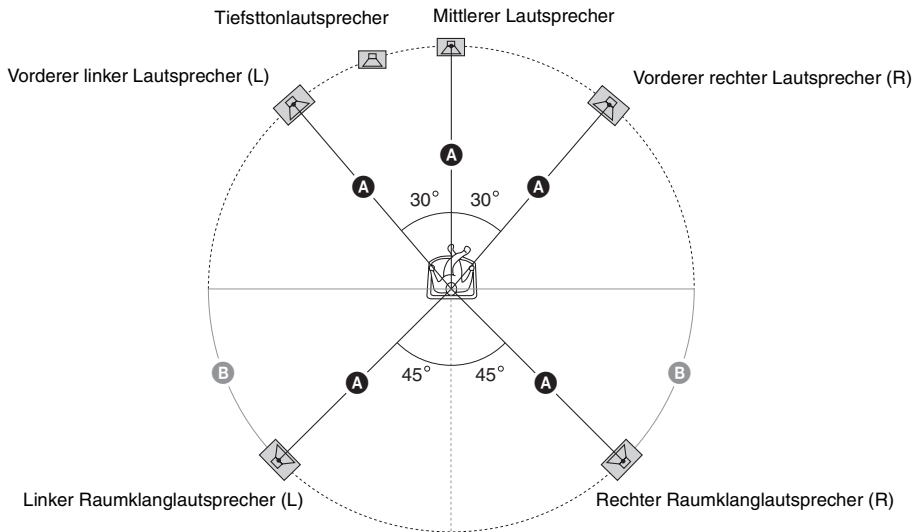 Tiefsttonlautsprecher
Mittlerer Lautsprecher
Vorderer linker Lautsprecher (L)
Vorderer rechter Lautsprecher (R)
A
A
A
30°
30°
B
45°
45°
B
A
A
Linker Raumklanglautsprecher (L)
Rechter Raumklanglautsprecher (R)